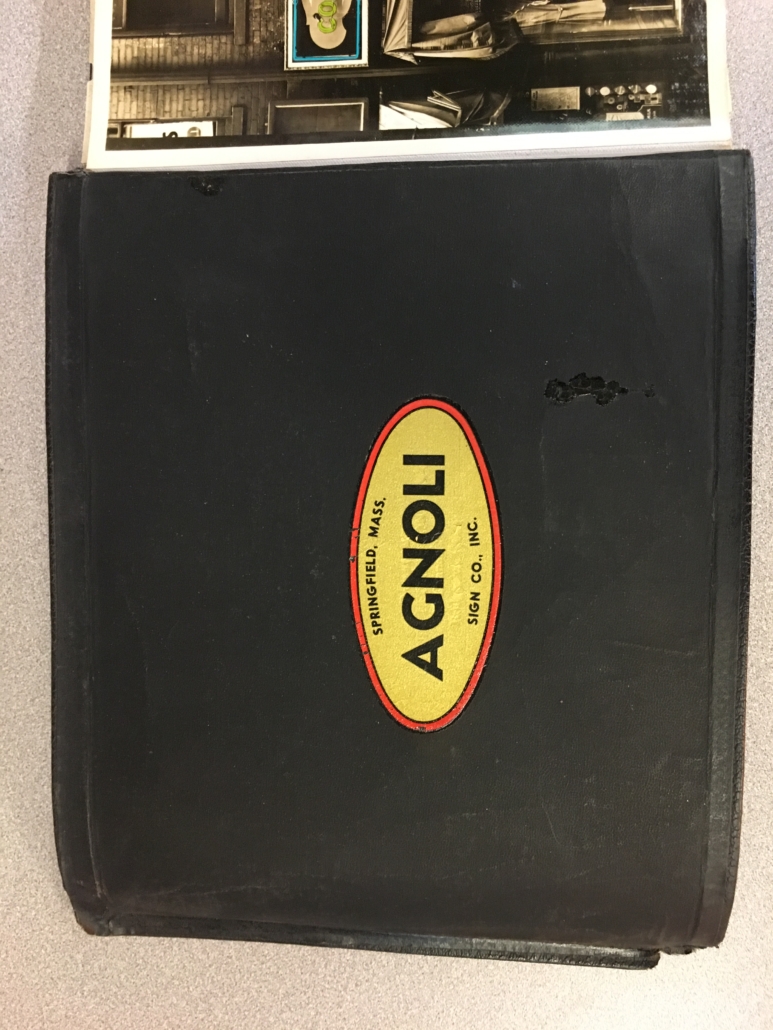 SPRINGFIELD, MASS.
AGNOLI
SIGN CO., INC.